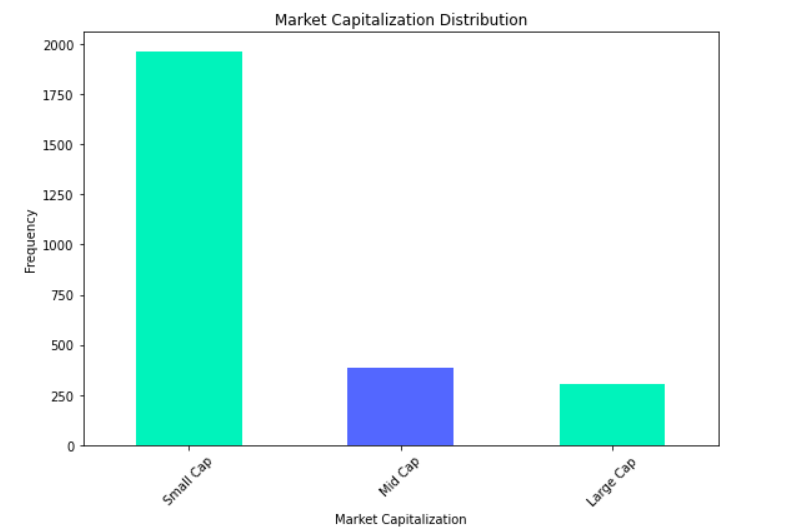 Market Capitalization Distribution
2000
1750
1500
1250
1000
750
500
250
0
Frequency
Small Cap
Mid Cap
Large Cap
Market Capitalization